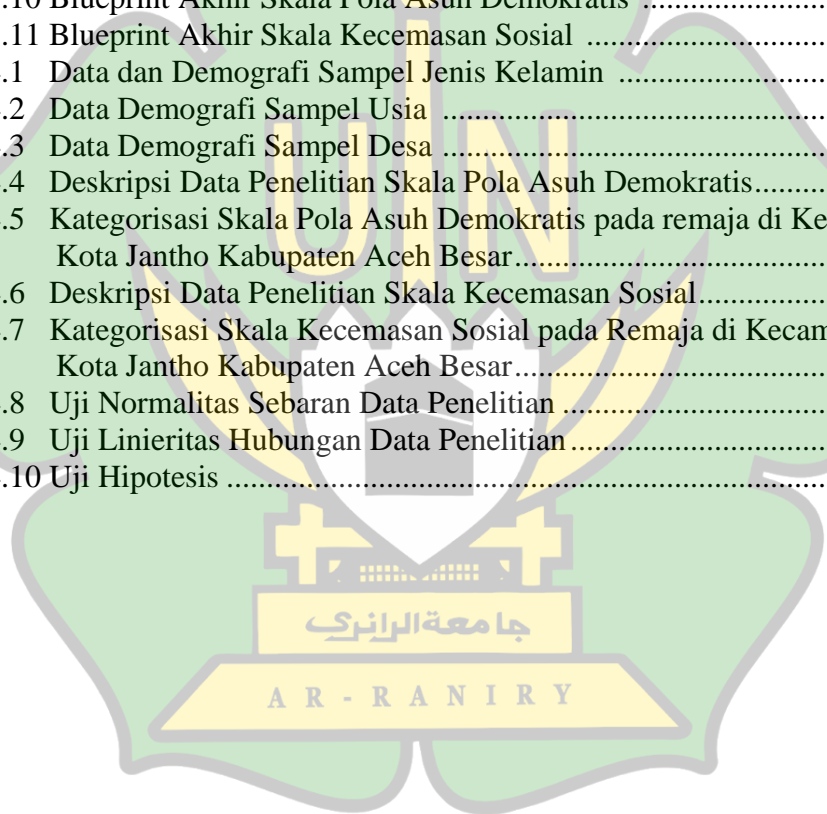 .10 Blueprint Akhir Skala Pola Asuh Demokratis ....................
.11 Blueprint Akhir Skala Kecemasan Sosial ..........................
.1 Data dan Demografi Sampel Jenis Kelamin ......................
.2 Data Demografi Sampel Usia ..........................................
.3 Data Demografi Sampel Desa ..........................................
.4 Deskripsi Data Penelitian Skala Pola Asuh Demokratis.........
.5 Kategorisasi Skala Pola Asuh Demokratis pada remaja di Ke
Kota Jantho Kabupaten Aceh Besar.......................................
.6 Deskripsi Data Penelitian Skala Kecemasan Sosial................
.7 Kategorisasi Skala Kecemasan Sosial pada Remaja di Kecam
Kota Jantho Kabupaten Aceh Besar.......................................
.8 Uji Normalitas Sebaran Data Penelitian ................................
.9 Uji Linieritas Hubungan Data Penelitian ...............................
.10 Uji Hipotesis .......................................................................
UIN
جامعةالرانري
AR-RANIRY